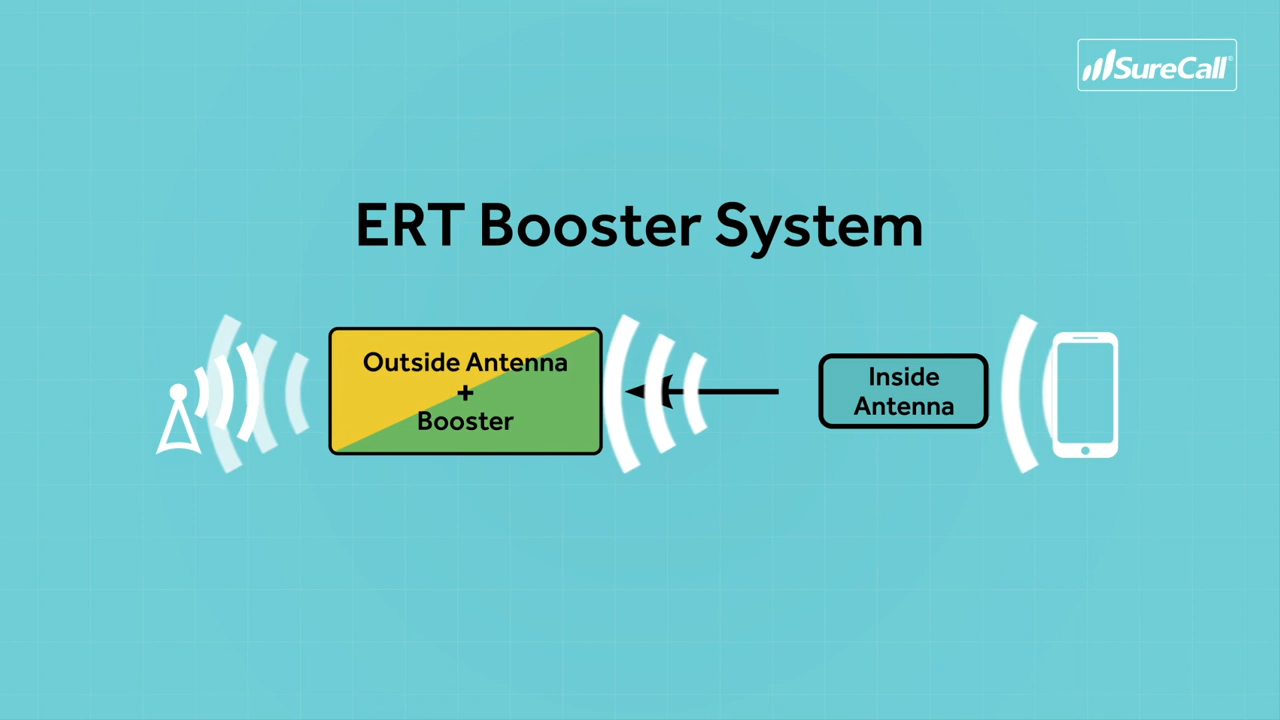 SureCall®
ERT Booster System
Outside Antenna
+
Booster
Inside
Antenna